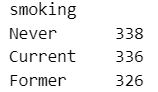 smoking
Never 338
Current 336
Former 326